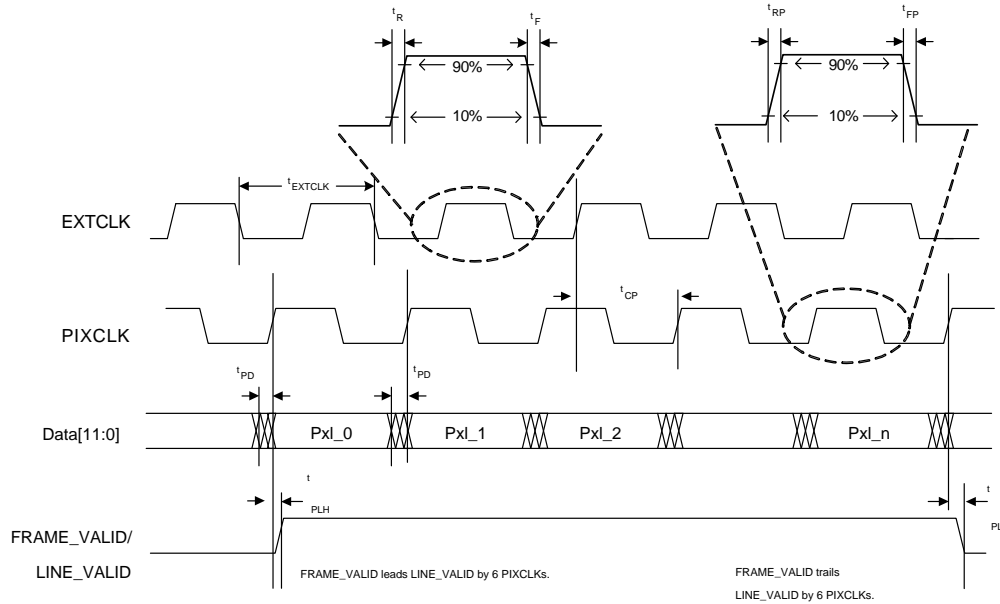 tR
tF
tRP
tFP
90%
90%
10%
10%
tEXTCLK
EXTCLK
tCP
PIXCLK
tPD
tPD
Data[11:0]
Pxl_0
Pxl_1
Pxl_2
Pxl_n
t
PLH
t
PL
FRAME_VALID/
LINE_VALID
FRAME_VALID leads LINE_VALID by 6 PIXCLKs.
FRAME_VALID trails
LINE_VALID by 6 PIXCLKs.